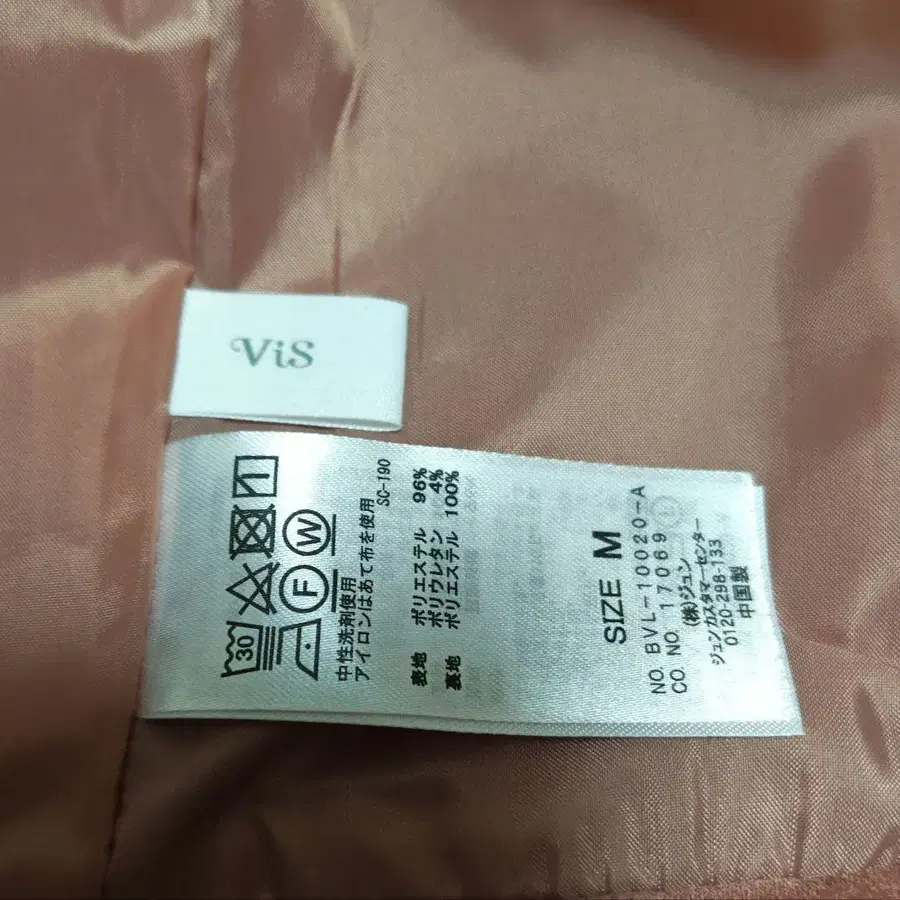 ViS
30
F
W
中性洗剤使用
アイロンはあて布を使用
SC-190
表地 ポリエステル 96%
ポリウレタン 4%
裏地 ポリエステル 100%
SIZE M
NO. BVL-10020-A
CO. NO. 17069
(株)ジュン
ジュンカスタマーセンター
0120-298-133
中国製